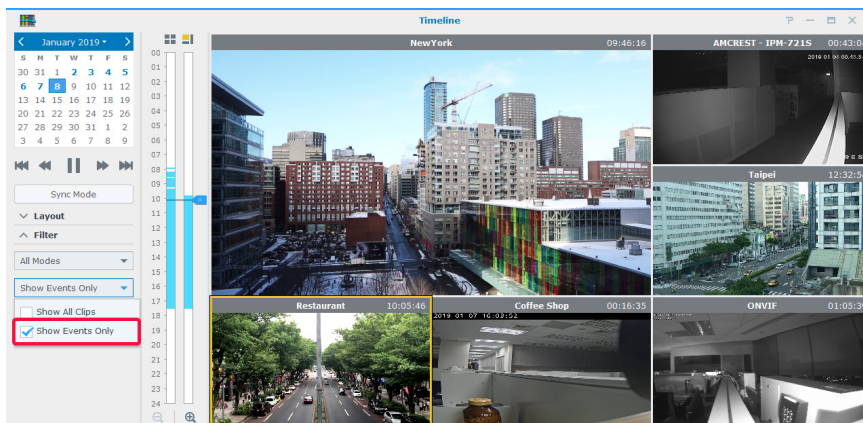 Timeline
January 2019
S M T W T F S
30 31 1 2 3 4 5
6 7 8 9 10 11 12
13 14 15 16 17 18 19
20 21 22 23 24 25 26
27 28 29 30 31 1 2
3 4 5 6 7 8 9
Sync Mode
Layout
Filter
All Modes
Show Events Only
Show All Clips
Show Events Only
00
01
02
03
04
05
06
07
08
09
10
11
12
13
14
15
16
17
18
19
20
21
22
23
24
NewYork 09:46:16
AMCREST - IPM-721S 00:43:0
Taipei 12:32:5
Restaurant 10:05:46
Coffee Shop 00:16:35
2019 01 07 16:03:52
ONVIF 01:05:3